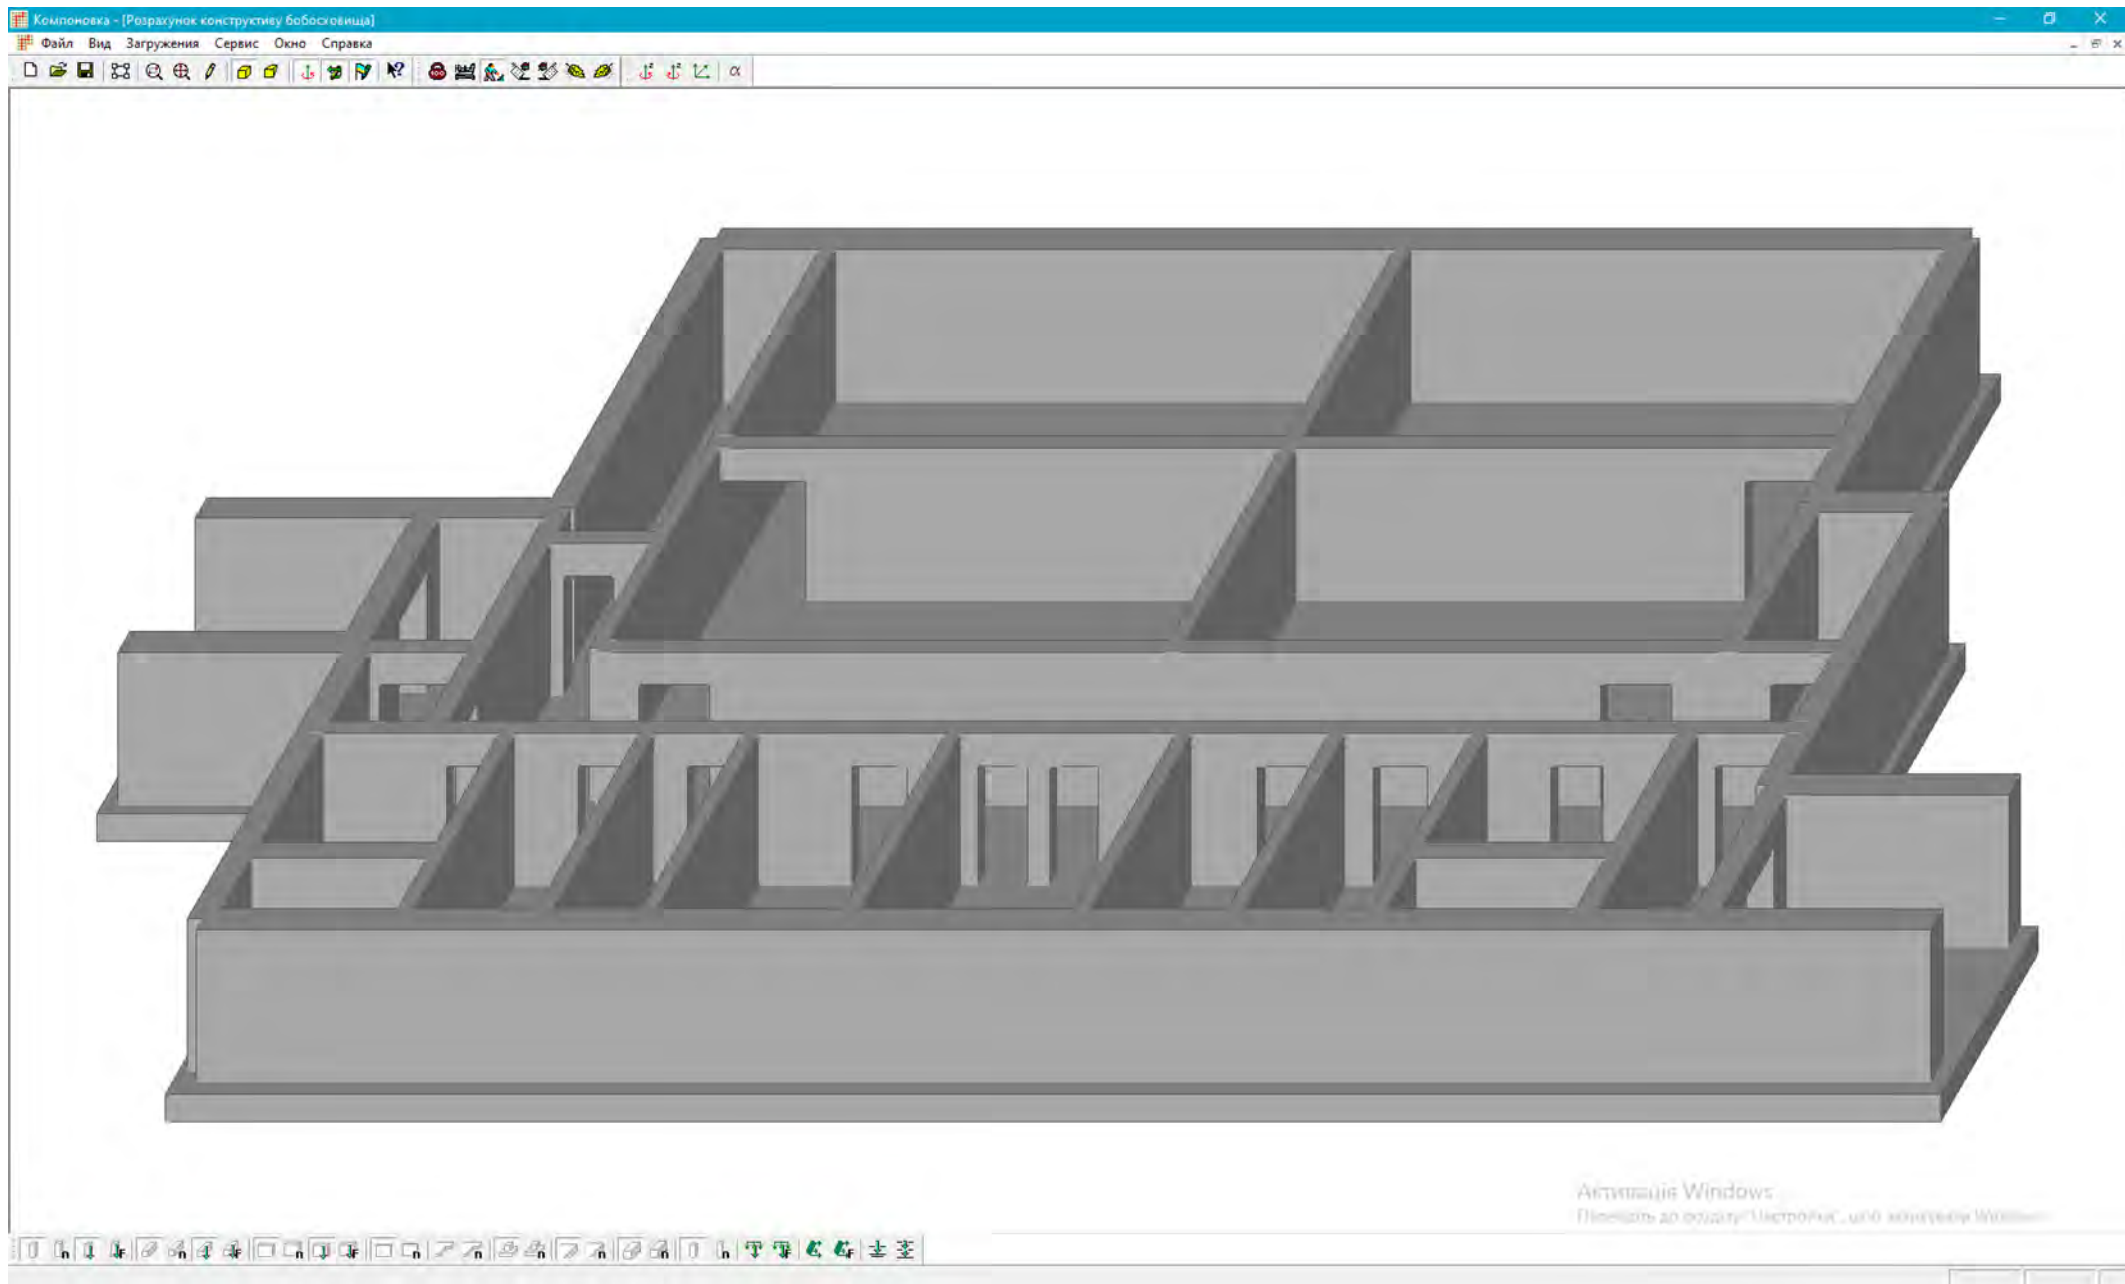 Компоновка - [Розрахунок конструктиву бобосховища]
Файл Вид Загружения Сервис Окно Справка
α
Активація Windows